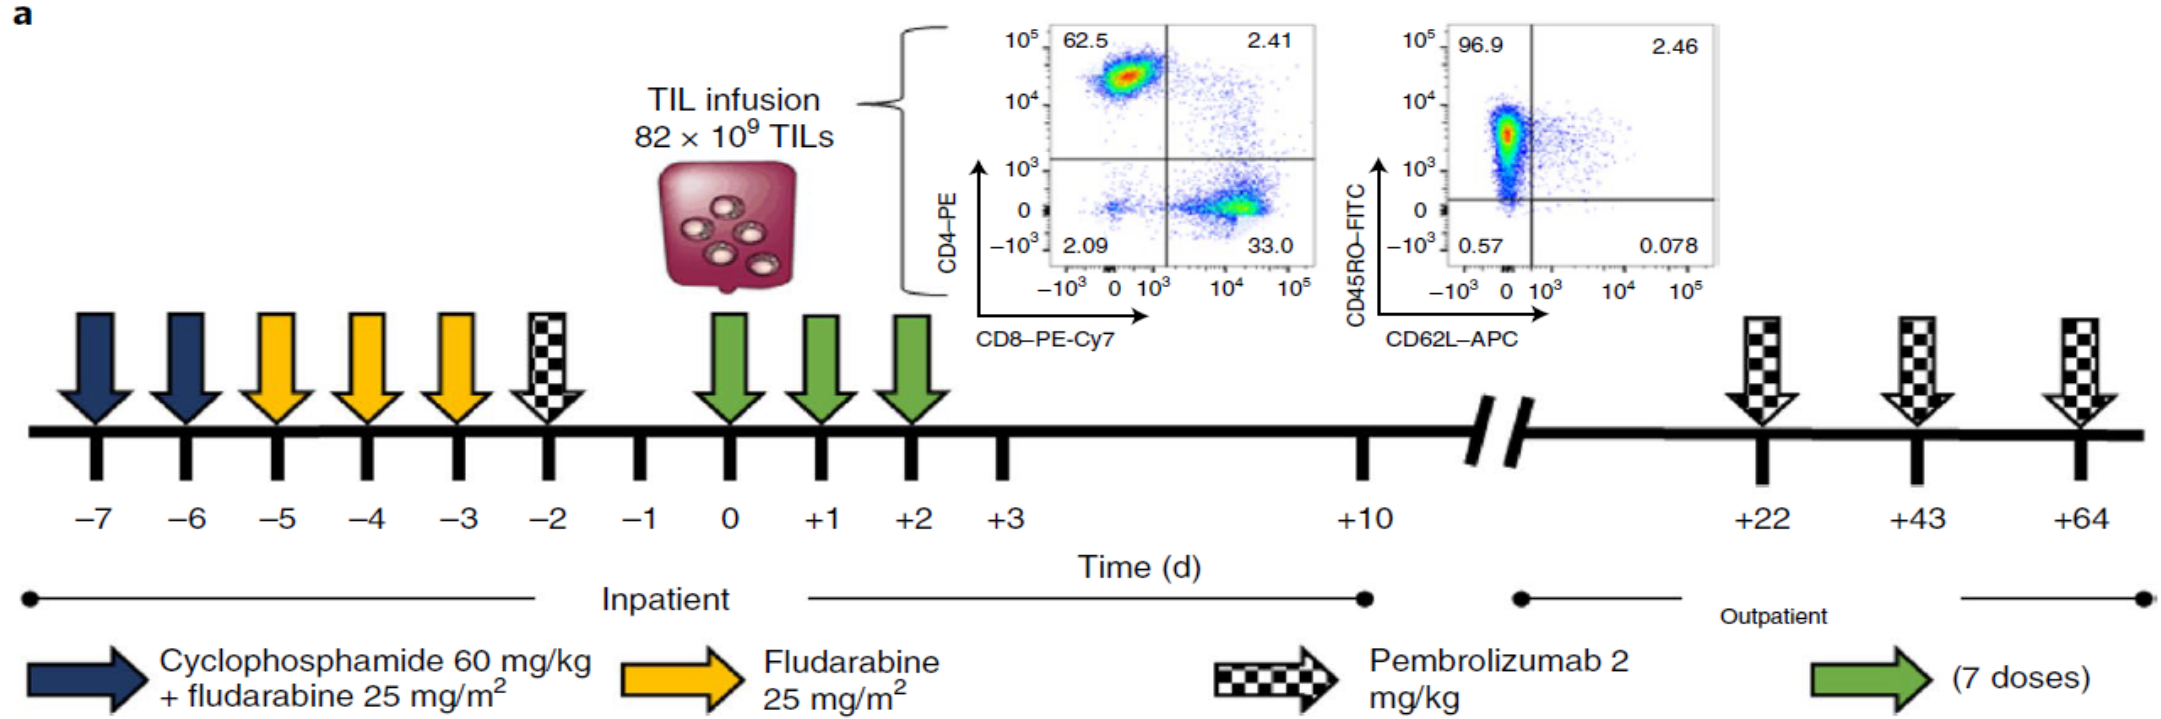 a
TIL infusion
82 × 10⁹ TILs
10⁵
10⁴
10³
0
−10³
62.5
2.41
2.09
33.0
CD4–PE
−10³ 0 10³ 10⁴ 10⁵
CD8–PE-Cy7
10⁵
10⁴
10³
0
−10³
96.9
2.46
0.57
0.078
CD45RO–FITC
−10³ 0 10³ 10⁴ 10⁵
CD62L–APC
−7 −6 −5 −4 −3 −2 −1 0 +1 +2 +3 +10 +22 +43 +64
Time (d)
Inpatient
Outpatient
Cyclophosphamide 60 mg/kg
+ fludarabine 25 mg/m²
Fludarabine
25 mg/m²
Pembrolizumab 2
mg/kg
(7 doses)